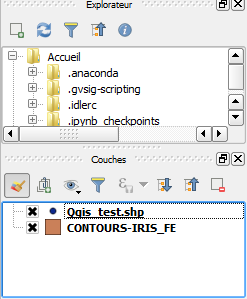 Explorateur
Accueil
.anaconda
.gvsig-scripting
.idlerc
.ipynb_checkpoints
Couches
Qgis_test.shp
CONTOURS-IRIS_FE